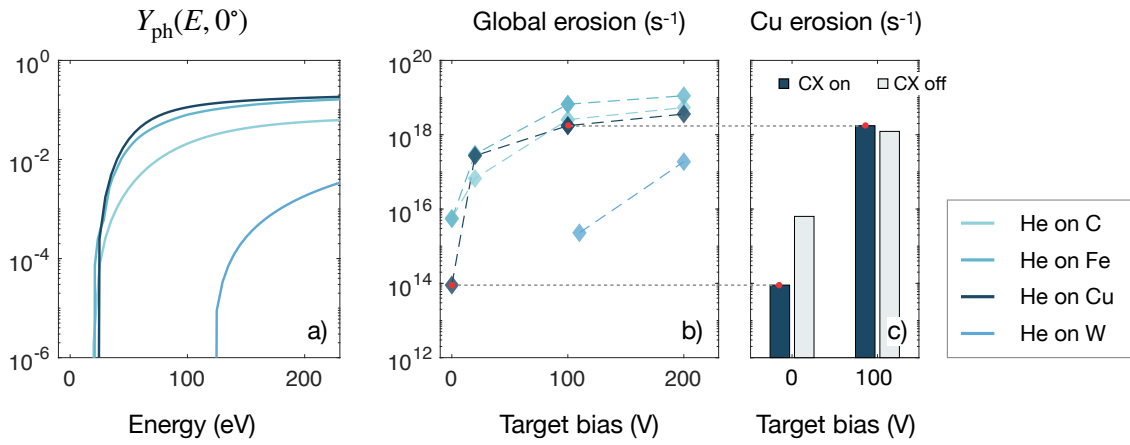 Yph(E, 0°)
Global erosion (s⁻¹)
Cu erosion (s⁻¹)
10⁰
10⁻²
10⁻⁴
10⁻⁶
0
100
200
a)
Energy (eV)
10²⁰
10¹⁸
10¹⁶
10¹⁴
10¹²
0
100
200
b)
Target bias (V)
CX on
CX off
c)
0
100
Target bias (V)
He on C
He on Fe
He on Cu
He on W